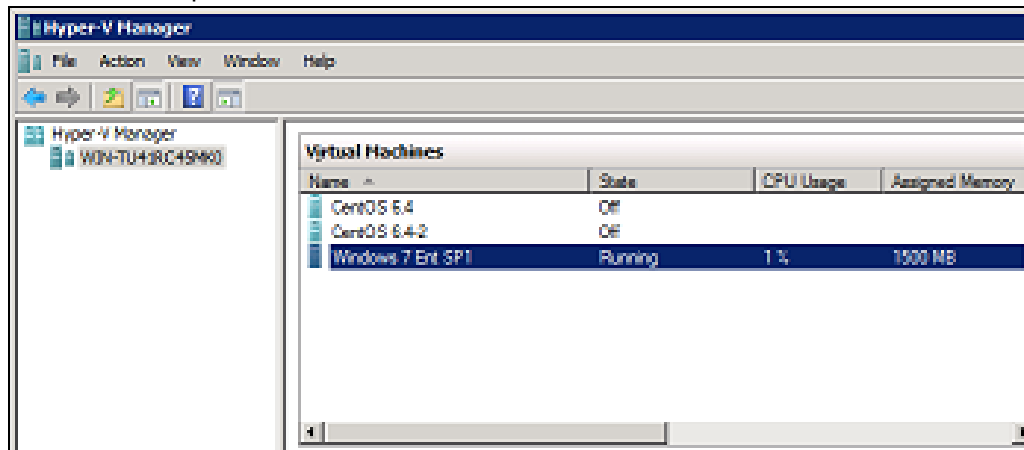 Hyper-V Manager
File Action View Window Help
Hyper-V Manager
Virtual Machines
Name State CPU Usage Assigned Memory
CentOS 6.4 Off
CentOS 6.4-2 Off
Windows 7 Ent SP1 Running 1 % 1500 MB